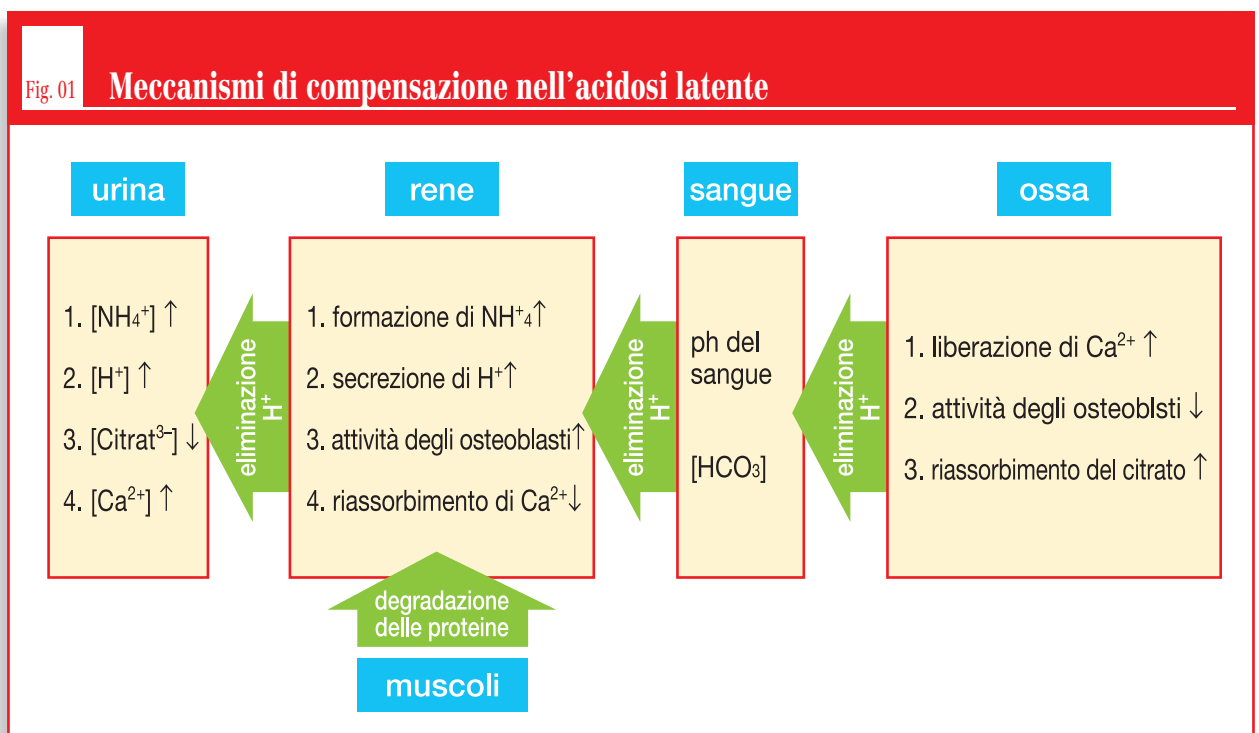 Fig. 01
Meccanismi di compensazione nell'acidosi latente
urina
rene
sangue
ossa
1. [NH₄⁺] ↑
2. [H⁺] ↑
3. [Citrat³⁻] ↓
4. [Ca²⁺] ↑
eliminazione
H⁺
1. formazione di NH⁺₄↑
2. secrezione di H⁺↑
3. attività degli osteoblasti↑
4. riassorbimento di Ca²⁺↓
eliminazione
H⁺
ph del
sangue
[HCO₃]
eliminazione
H⁺
1. liberazione di Ca²⁺ ↑
2. attività degli osteoblsti ↓
3. riassorbimento del citrato ↑
degradazione
delle proteine
muscoli